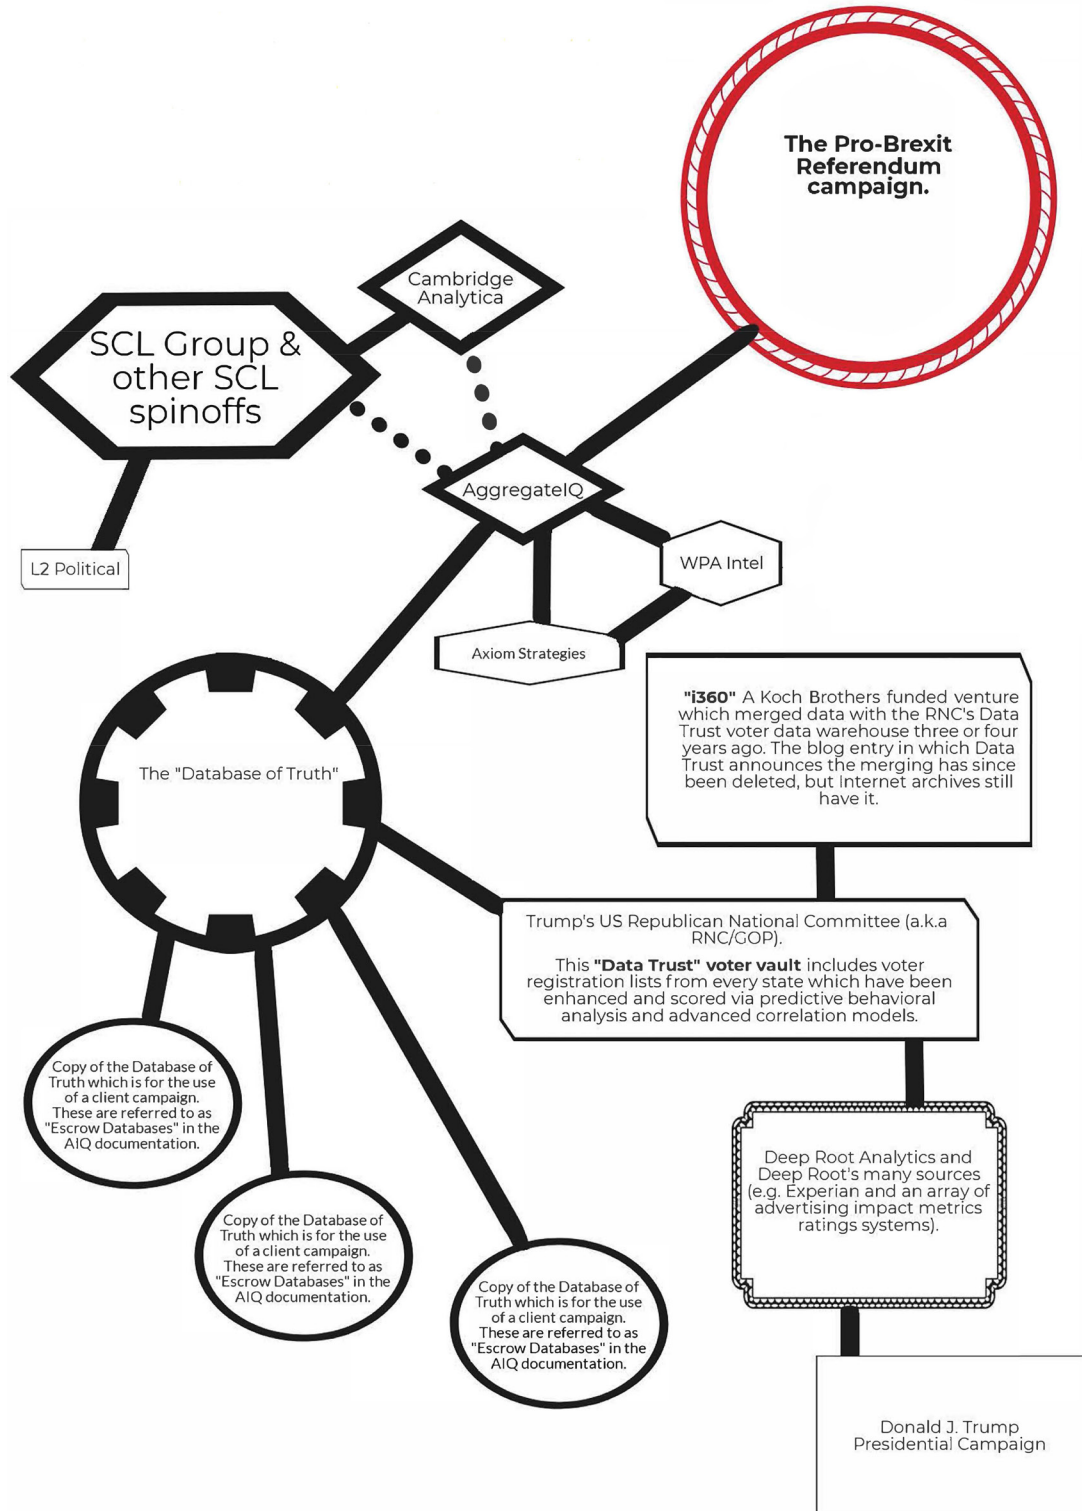 The Pro-Brexit
Referendum
campaign.
Cambridge
Analytica
SCL Group &
other SCL
spinoffs
AggregateIQ
L2 Political
WPA Intel
Axiom Strategies
"i360" A Koch Brothers funded venture
which merged data with the RNC's Data
Trust voter data warehouse three or four
years ago. The blog entry in which Data
Trust announces the merging has since
been deleted, but Internet archives still
have it.
The "Database of Truth"
Trump's US Republican National Committee (a.k.a
RNC/GOP).
This "Data Trust" voter vault includes voter
registration lists from every state which have been
enhanced and scored via predictive behavioral
analysis and advanced correlation models.
Copy of the Database of
Truth which is for the use
of a client campaign.
These are referred to as
"Escrow Databases" in the
AIQ documentation.
Copy of the Database of
Truth which is for the use
of a client campaign.
These are referred to as
"Escrow Databases" in the
AIQ documentation.
Copy of the Database of
Truth which is for the use
of a client campaign.
These are referred to as
"Escrow Databases" in the
AIQ documentation.
Deep Root Analytics and
Deep Root's many sources
(e.g. Experian and an array of
advertising impact metrics
ratings systems).
Donald J. Trump
Presidential Campaign